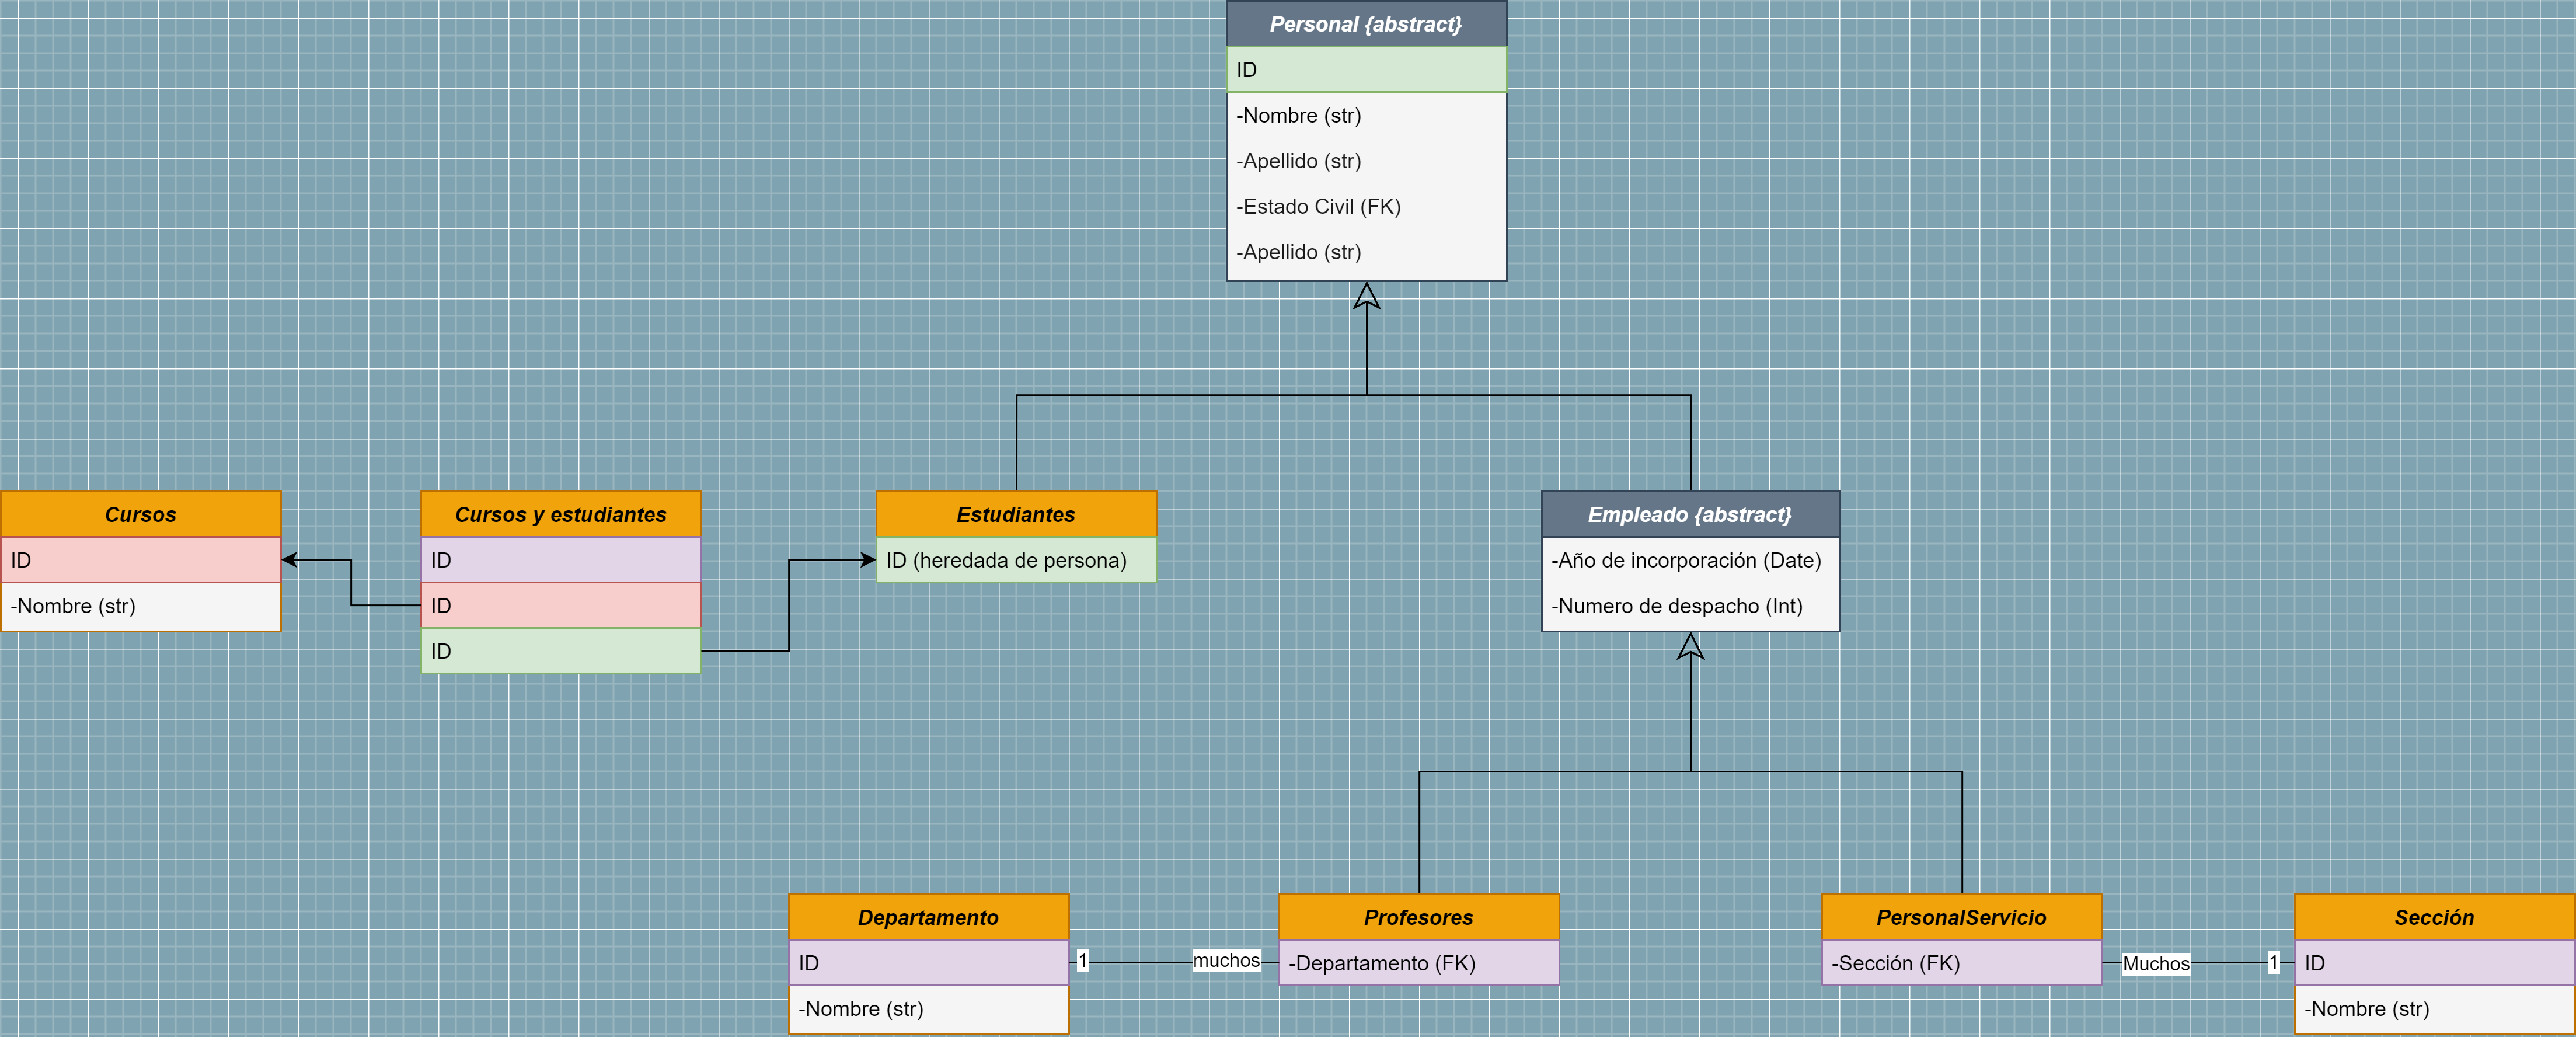 Personal {abstract}
ID
-Nombre (str)
-Apellido (str)
-Estado Civil (FK)
-Apellido (str)
Cursos
ID
-Nombre (str)
Cursos y estudiantes
ID
ID
ID
Estudiantes
ID (heredada de persona)
Empleado {abstract}
-Año de incorporación (Date)
-Numero de despacho (Int)
Departamento
ID
-Nombre (str)
1
muchos
Profesores
-Departamento (FK)
PersonalServicio
-Sección (FK)
Muchos
1
Sección
ID
-Nombre (str)